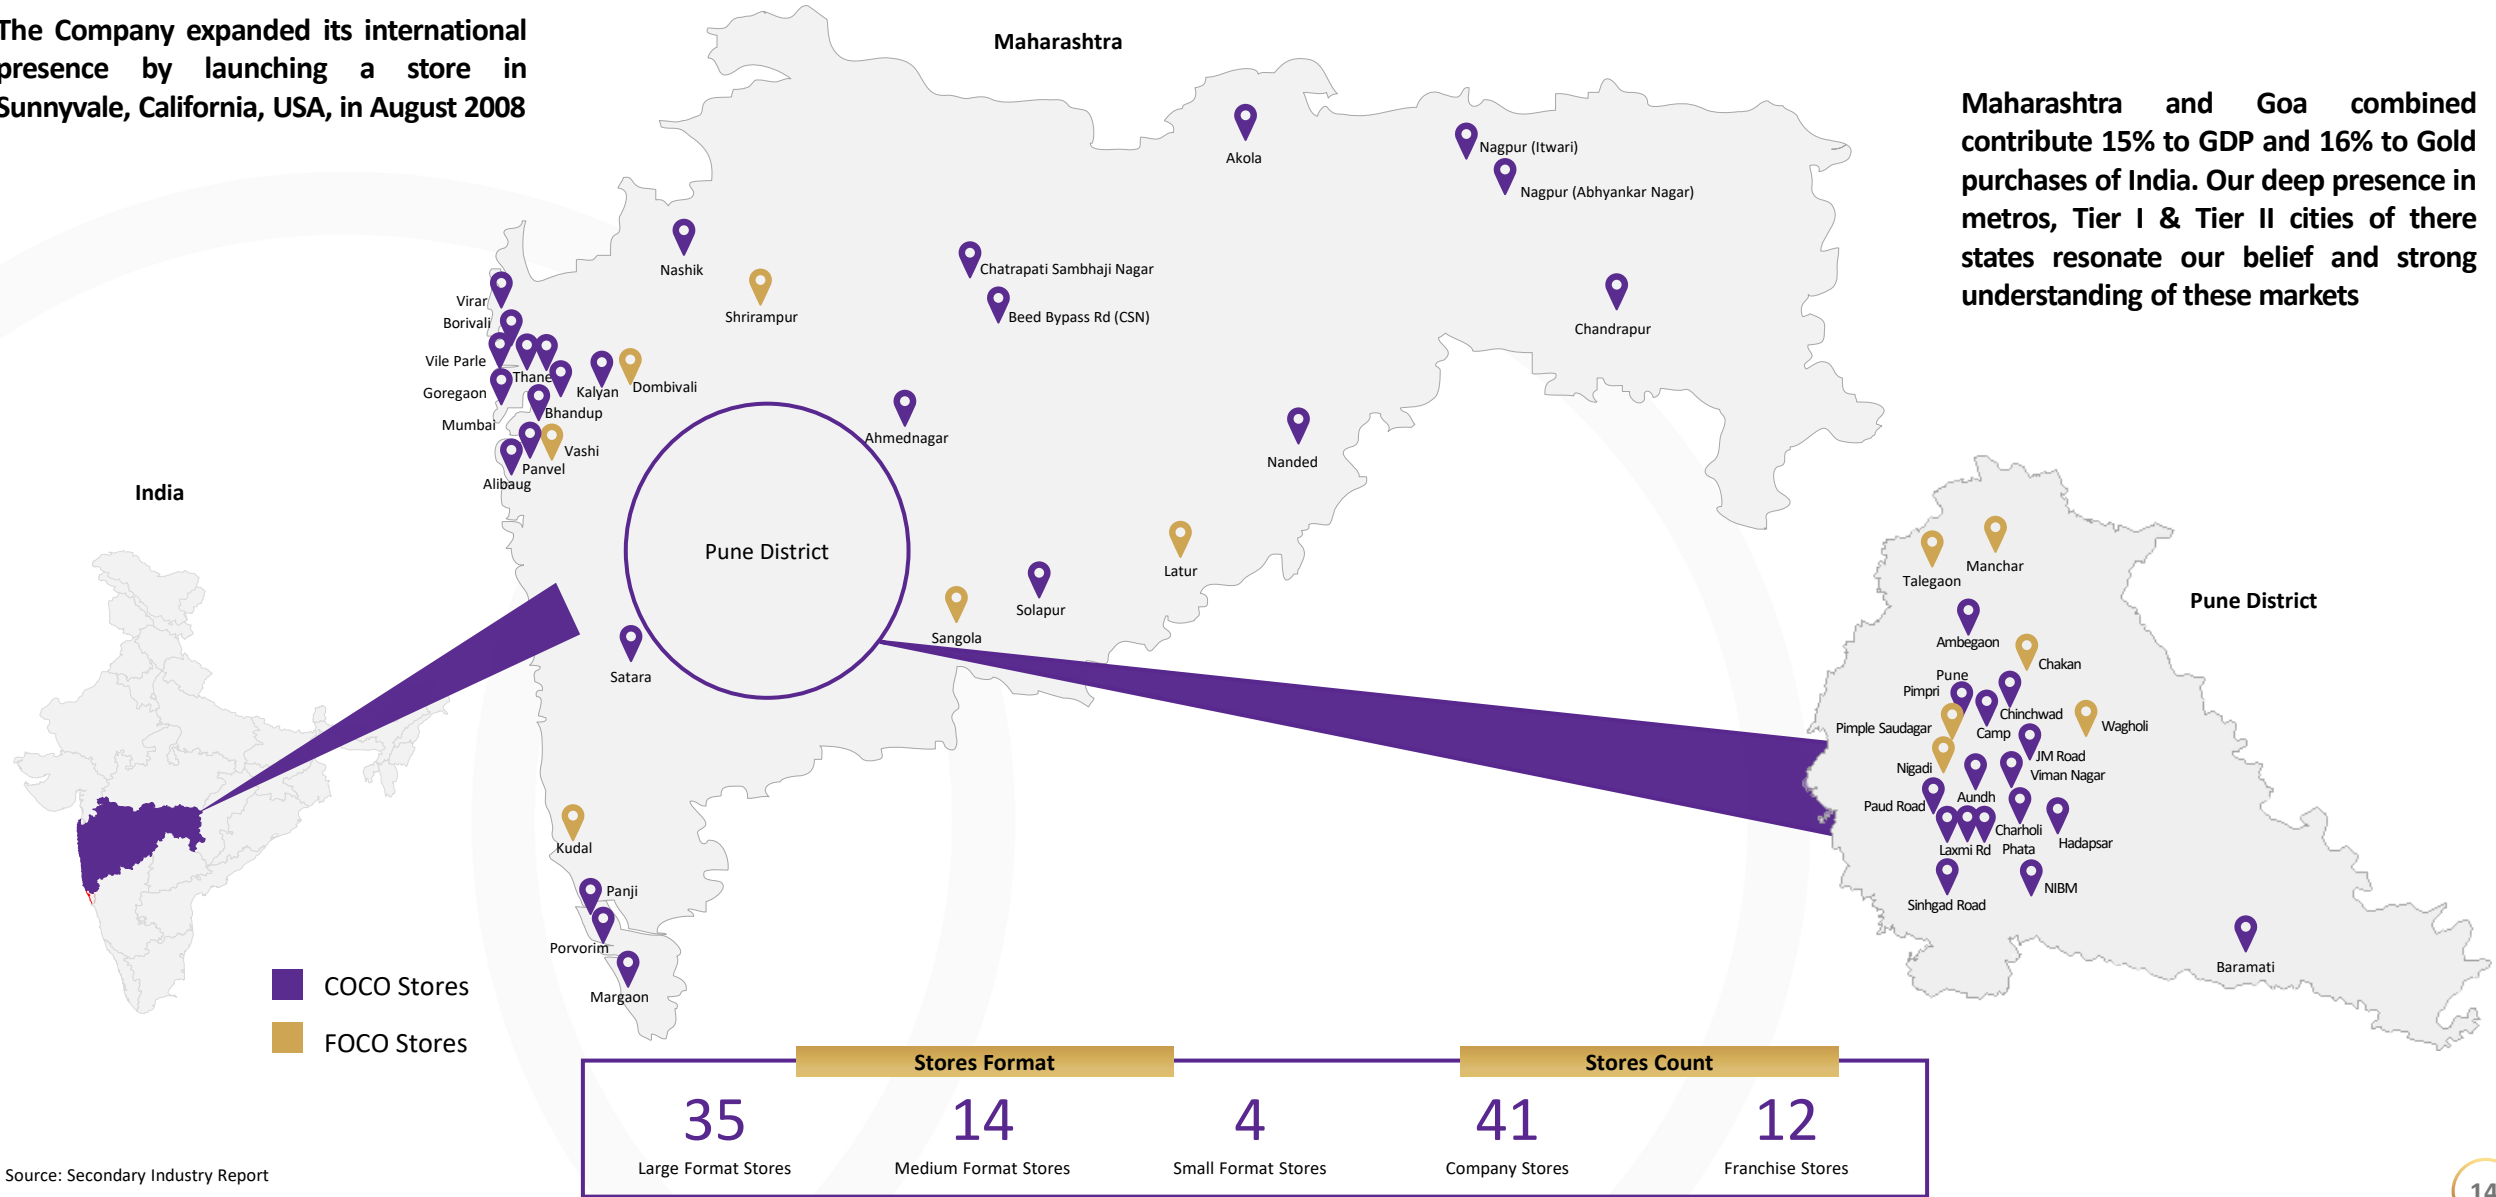 The Company expanded its international
presence by launching a store in
Sunnyvale, California, USA, in August 2008
Maharashtra
Maharashtra and Goa combined
contribute 15% to GDP and 16% to Gold
purchases of India. Our deep presence in
metros, Tier I & Tier II cities of there
states resonate our belief and strong
understanding of these markets
Akola
Nagpur (Itwari)
Nagpur (Abhyankar Nagar)
Nashik
Chatrapati Sambhaji Nagar
Shrirampur
Beed Bypass Rd (CSN)
Chandrapur
Virar
Borivali
Vile Parle
Thane
Goregaon
Kalyan
Dombivali
Bhandup
Mumbai
Vashi
Panvel
Alibaug
Ahmednagar
Nanded
India
Pune District
Latur
Solapur
Sangola
Satara
Kudal
Panji
Porvorim
Margaon
Pune District
Talegaon
Manchar
Ambegaon
Chakan
Pune
Pimpri
Chinchwad
Pimple Saudagar
Camp
Wagholi
JM Road
Nigadi
Viman Nagar
Aundh
Paud Road
Charholi
Phata
Laxmi Rd
Hadapsar
NIBM
Sinhgad Road
Baramati
COCO Stores
FOCO Stores
Stores Format
Stores Count
35
14
4
41
12
Large Format Stores
Medium Format Stores
Small Format Stores
Company Stores
Franchise Stores
Source: Secondary Industry Report
14